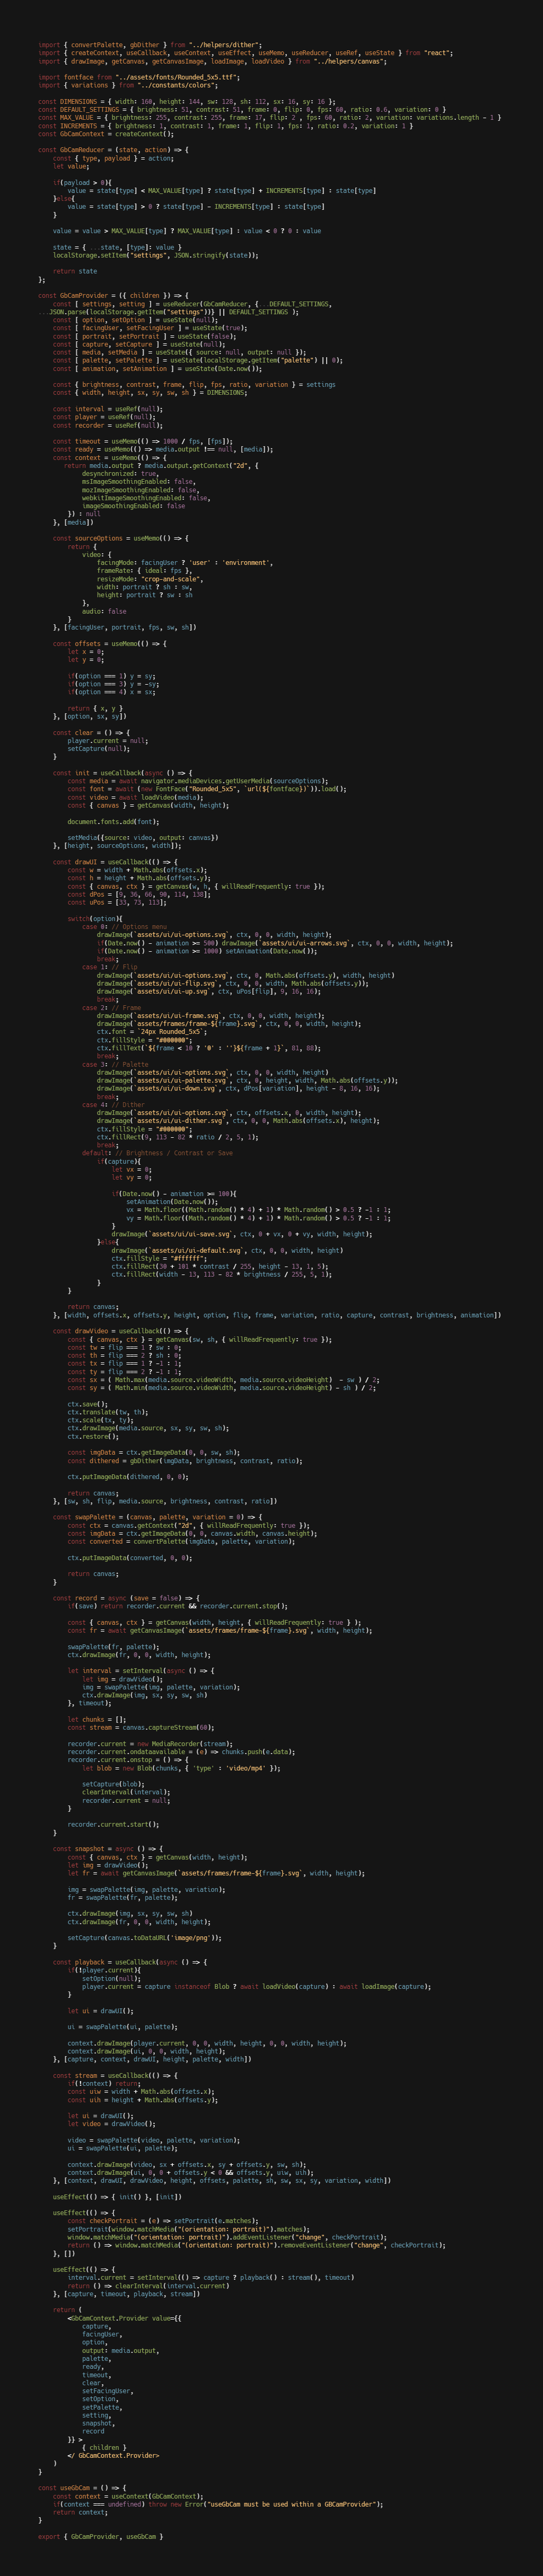 import { convertPalette, gbDither } from "../helpers/dither";
import { createContext, useCallback, useContext, useEffect, useMemo, useReducer, useRef, useState } from "react";
import { drawImage, getCanvas, getCanvasImage, loadImage, loadVideo } from "../helpers/canvas";
import fontface from "../assets/fonts/Rounded_5x5.ttf";
import { variations } from "../constants/colors";
const DIMENSIONS = { width: 160, height: 144, sw: 128, sh: 112, sx: 16, sy: 16 };
const DEFAULT_SETTINGS = { brightness: 51, contrast: 51, frame: 0, flip: 0, fps: 60, ratio: 0.6, variation: 0 }
const MAX_VALUE = { brightness: 255, contrast: 255, frame: 17, flip: 2 , fps: 60, ratio: 2, variation: variations.length - 1 }
const INCREMENTS = { brightness: 1, contrast: 1, frame: 1, flip: 1, fps: 1, ratio: 0.2, variation: 1 }
const GbCamContext = createContext();
const GbCamReducer = (state, action) => {
const { type, payload } = action;
let value;
if(payload > 0){
value = state[type] < MAX_VALUE[type] ? state[type] + INCREMENTS[type] : state[type]
}else{
value = state[type] > 0 ? state[type] - INCREMENTS[type] : state[type]
}
value = value > MAX_VALUE[type] ? MAX_VALUE[type] : value < 0 ? 0 : value
state = { ...state, [type]: value }
localStorage.setItem("settings", JSON.stringify(state));
return state
};
const GbCamProvider = ({ children }) => {
const [ settings, setting ] = useReducer(GbCamReducer, {...DEFAULT_SETTINGS,
...JSON.parse(localStorage.getItem("settings"))} || DEFAULT_SETTINGS );
const [ option, setOption ] = useState(null);
const [ facingUser, setFacingUser ] = useState(true);
const [ portrait, setPortrait ] = useState(false);
const [ capture, setCapture ] = useState(null);
const [ media, setMedia ] = useState({ source: null, output: null });
const [ palette, setPalette ] = useState(localStorage.getItem("palette") || 0);
const [ animation, setAnimation ] = useState(Date.now());
const { brightness, contrast, frame, flip, fps, ratio, variation } = settings
const { width, height, sx, sy, sw, sh } = DIMENSIONS;
const interval = useRef(null);
const player = useRef(null);
const recorder = useRef(null);
const timeout = useMemo(() => 1000 / fps, [fps]);
const ready = useMemo(() => media.output !== null, [media]);
const context = useMemo(() => {
return media.output ? media.output.getContext("2d", {
desynchronized: true,
msImageSmoothingEnabled: false,
mozImageSmoothingEnabled: false,
webkitImageSmoothingEnabled: false,
imageSmoothingEnabled: false
}) : null
}, [media])
const sourceOptions = useMemo(() => {
return {
video: {
facingMode: facingUser ? 'user' : 'environment',
frameRate: { ideal: fps },
resizeMode: "crop-and-scale",
width: portrait ? sh : sw,
height: portrait ? sw : sh
},
audio: false
}
}, [facingUser, portrait, fps, sw, sh])
const offsets = useMemo(() => {
let x = 0;
let y = 0;
if(option === 1) y = sy;
if(option === 3) y = -sy;
if(option === 4) x = sx;
return { x, y }
}, [option, sx, sy])
const clear = () => {
player.current = null;
setCapture(null);
}
const init = useCallback(async () => {
const media = await navigator.mediaDevices.getUserMedia(sourceOptions);
const font = await (new FontFace("Rounded_5x5", `url(${fontface})`)).load();
const video = await loadVideo(media);
const { canvas } = getCanvas(width, height);
document.fonts.add(font);
setMedia({source: video, output: canvas})
}, [height, sourceOptions, width]);
const drawUI = useCallback(() => {
const w = width + Math.abs(offsets.x);
const h = height + Math.abs(offsets.y);
const { canvas, ctx } = getCanvas(w, h, { willReadFrequently: true });
const dPos = [9, 36, 66, 90, 114, 138];
const uPos = [33, 73, 113];
switch(option){
case 0: // Options menu
drawImage(`assets/ui/ui-options.svg`, ctx, 0, 0, width, height);
if(Date.now() - animation >= 500) drawImage(`assets/ui/ui-arrows.svg`, ctx, 0, 0, width, height);
if(Date.now() - animation >= 1000) setAnimation(Date.now());
break;
case 1: // Flip
drawImage(`assets/ui/ui-options.svg`, ctx, 0, Math.abs(offsets.y), width, height)
drawImage(`assets/ui/ui-flip.svg`, ctx, 0, 0, width, Math.abs(offsets.y));
drawImage(`assets/ui/ui-up.svg`, ctx, uPos[flip], 9, 16, 16);
break;
case 2: // Frame
drawImage(`assets/ui/ui-frame.svg`, ctx, 0, 0, width, height);
drawImage(`assets/frames/frame-${frame}.svg`, ctx, 0, 0, width, height);
ctx.font = `24px Rounded_5x5`;
ctx.fillStyle = "#000000";
ctx.fillText(`${frame < 10 ? '0' : ''}${frame + 1}`, 81, 88);
break;
case 3: // Palette
drawImage(`assets/ui/ui-options.svg`, ctx, 0, 0, width, height)
drawImage(`assets/ui/ui-palette.svg`, ctx, 0, height, width, Math.abs(offsets.y));
drawImage(`assets/ui/ui-down.svg`, ctx, dPos[variation], height - 8, 16, 16);
break;
case 4: // Dither
drawImage(`assets/ui/ui-options.svg`, ctx, offsets.x, 0, width, height);
drawImage(`assets/ui/ui-dither.svg`, ctx, 0, 0, Math.abs(offsets.x), height);
ctx.fillStyle = "#000000";
ctx.fillRect(9, 113 - 82 * ratio / 2, 5, 1);
break;
default: // Brightness / Contrast or Save
if(capture){
let vx = 0;
let vy = 0;
if(Date.now() - animation >= 100){
setAnimation(Date.now());
vx = Math.floor((Math.random() * 4) + 1) * Math.random() > 0.5 ? -1 : 1;
vy = Math.floor((Math.random() * 4) + 1) * Math.random() > 0.5 ? -1 : 1;
}
drawImage(`assets/ui/ui-save.svg`, ctx, 0 + vx, 0 + vy, width, height);
}else{
drawImage(`assets/ui/ui-default.svg`, ctx, 0, 0, width, height)
ctx.fillStyle = "#ffffff";
ctx.fillRect(30 + 101 * contrast / 255, height - 13, 1, 5);
ctx.fillRect(width - 13, 113 - 82 * brightness / 255, 5, 1);
}
}
return canvas;
}, [width, offsets.x, offsets.y, height, option, flip, frame, variation, ratio, capture, contrast, brightness, animation])
const drawVideo = useCallback(() => {
const { canvas, ctx } = getCanvas(sw, sh, { willReadFrequently: true });
const tw = flip === 1 ? sw : 0;
const th = flip === 2 ? sh : 0;
const tx = flip === 1 ? -1 : 1;
const ty = flip === 2 ? -1 : 1;
const sx = ( Math.max(media.source.videoWidth, media.source.videoHeight)  - sw ) / 2;
const sy = ( Math.min(media.source.videoWidth, media.source.videoHeight) - sh ) / 2;
ctx.save();
ctx.translate(tw, th);
ctx.scale(tx, ty);
ctx.drawImage(media.source, sx, sy, sw, sh);
ctx.restore();
const imgData = ctx.getImageData(0, 0, sw, sh);
const dithered = gbDither(imgData, brightness, contrast, ratio);
ctx.putImageData(dithered, 0, 0);
return canvas;
}, [sw, sh, flip, media.source, brightness, contrast, ratio])
const swapPalette = (canvas, palette, variation = 0) => {
const ctx = canvas.getContext("2d", { willReadFrequently: true });
const imgData = ctx.getImageData(0, 0, canvas.width, canvas.height);
const converted = convertPalette(imgData, palette, variation);
ctx.putImageData(converted, 0, 0);
return canvas;
}
const record = async (save = false) => {
if(save) return recorder.current && recorder.current.stop();
const { canvas, ctx } = getCanvas(width, height, { willReadFrequently: true } );
const fr = await getCanvasImage(`assets/frames/frame-${frame}.svg`, width, height);
swapPalette(fr, palette);
ctx.drawImage(fr, 0, 0, width, height);
let interval = setInterval(async () => {
let img = drawVideo();
img = swapPalette(img, palette, variation);
ctx.drawImage(img, sx, sy, sw, sh)
}, timeout);
let chunks = [];
const stream = canvas.captureStream(60);
recorder.current = new MediaRecorder(stream);
recorder.current.ondataavailable = (e) => chunks.push(e.data);
recorder.current.onstop = () => {
let blob = new Blob(chunks, { 'type' : 'video/mp4' });
setCapture(blob);
clearInterval(interval);
recorder.current = null;
}
recorder.current.start();
}
const snapshot = async () => {
const { canvas, ctx } = getCanvas(width, height);
let img = drawVideo();
let fr = await getCanvasImage(`assets/frames/frame-${frame}.svg`, width, height);
img = swapPalette(img, palette, variation);
fr = swapPalette(fr, palette);
ctx.drawImage(img, sx, sy, sw, sh)
ctx.drawImage(fr, 0, 0, width, height);
setCapture(canvas.toDataURL('image/png'));
}
const playback = useCallback(async () => {
if(!player.current){
setOption(null);
player.current = capture instanceof Blob ? await loadVideo(capture) : await loadImage(capture);
}
let ui = drawUI();
ui = swapPalette(ui, palette);
context.drawImage(player.current, 0, 0, width, height, 0, 0, width, height);
context.drawImage(ui, 0, 0, width, height);
}, [capture, context, drawUI, height, palette, width])
const stream = useCallback(() => {
if(!context) return;
const uiw = width + Math.abs(offsets.x);
const uih = height + Math.abs(offsets.y);
let ui = drawUI();
let video = drawVideo();
video = swapPalette(video, palette, variation);
ui = swapPalette(ui, palette);
context.drawImage(video, sx + offsets.x, sy + offsets.y, sw, sh);
context.drawImage(ui, 0, 0 + offsets.y < 0 && offsets.y, uiw, uih);
}, [context, drawUI, drawVideo, height, offsets, palette, sh, sw, sx, sy, variation, width])
useEffect(() => { init() }, [init])
useEffect(() => {
const checkPortrait = (e) => setPortrait(e.matches);
setPortrait(window.matchMedia("(orientation: portrait)").matches);
window.matchMedia("(orientation: portrait)").addEventListener("change", checkPortrait);
return () => window.matchMedia("(orientation: portrait)").removeEventListener("change", checkPortrait);
}, [])
useEffect(() => {
interval.current = setInterval(() => capture ? playback() : stream(), timeout)
return () => clearInterval(interval.current)
}, [capture, timeout, playback, stream])
return (
<GbCamContext.Provider value={{
capture,
facingUser,
option,
output: media.output,
palette,
ready,
timeout,
clear,
setFacingUser,
setOption,
setPalette,
setting,
snapshot,
record
}} >
{ children }
</ GbCamContext.Provider>
)
}
const useGbCam = () => {
const context = useContext(GbCamContext);
if(context === undefined) throw new Error("useGbCam must be used within a GBCamProvider");
return context;
}
export { GbCamProvider, useGbCam }